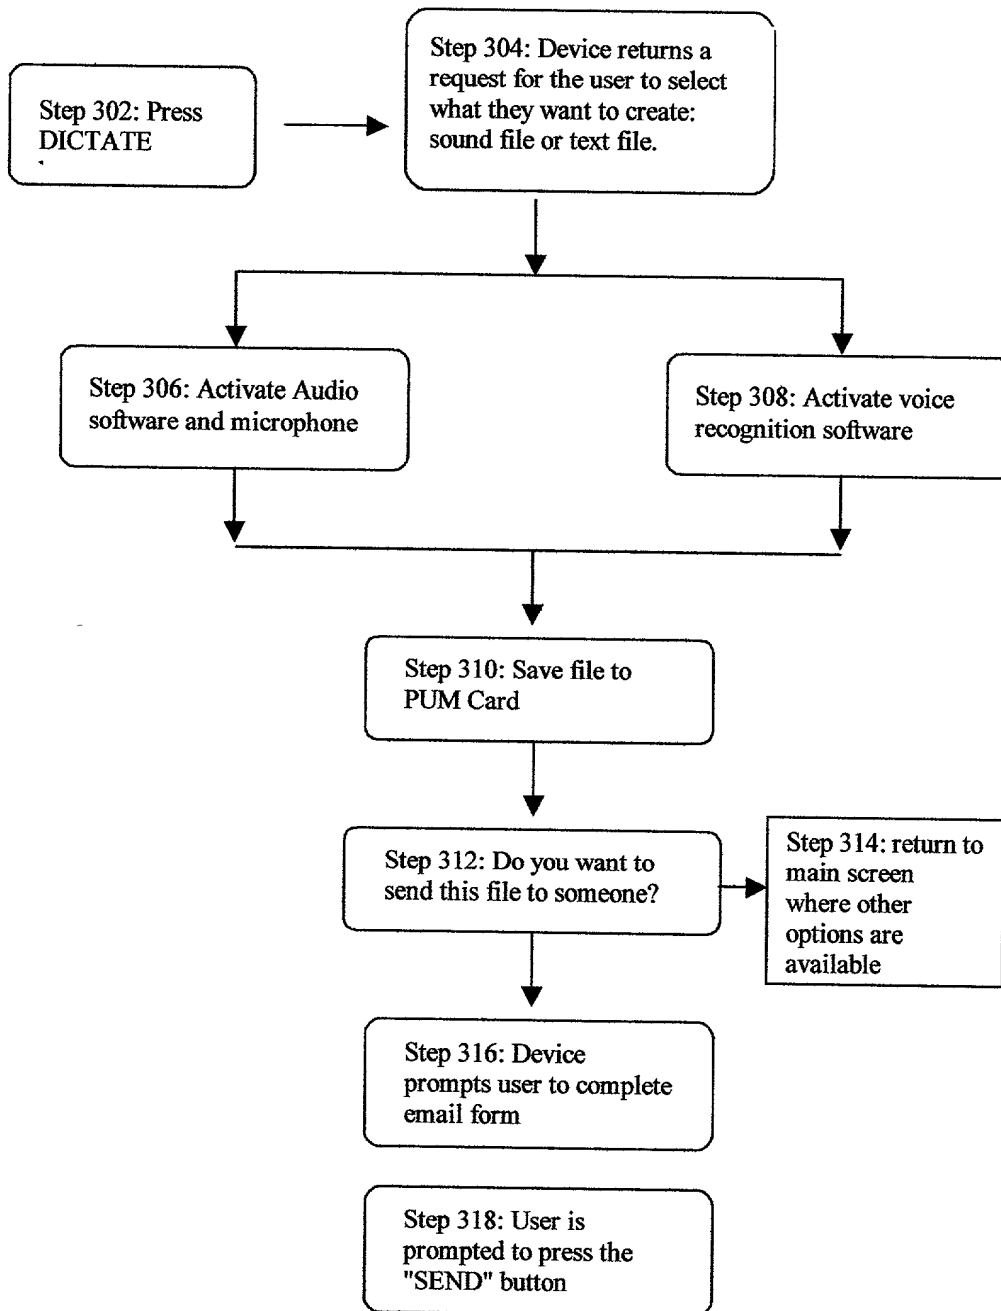 Step 302: Press
DICTATE
Step 304: Device returns a
request for the user to select
what they want to create:
sound file or text file.
Step 306: Activate Audio
software and microphone
Step 308: Activate voice
recognition software
Step 310: Save file to
PUM Card
Step 312: Do you want to
send this file to someone?
Step 314: return to
main screen
where other
options are
available
Step 316: Device
prompts user to complete
email form
Step 318: User is
prompted to press the
"SEND" button